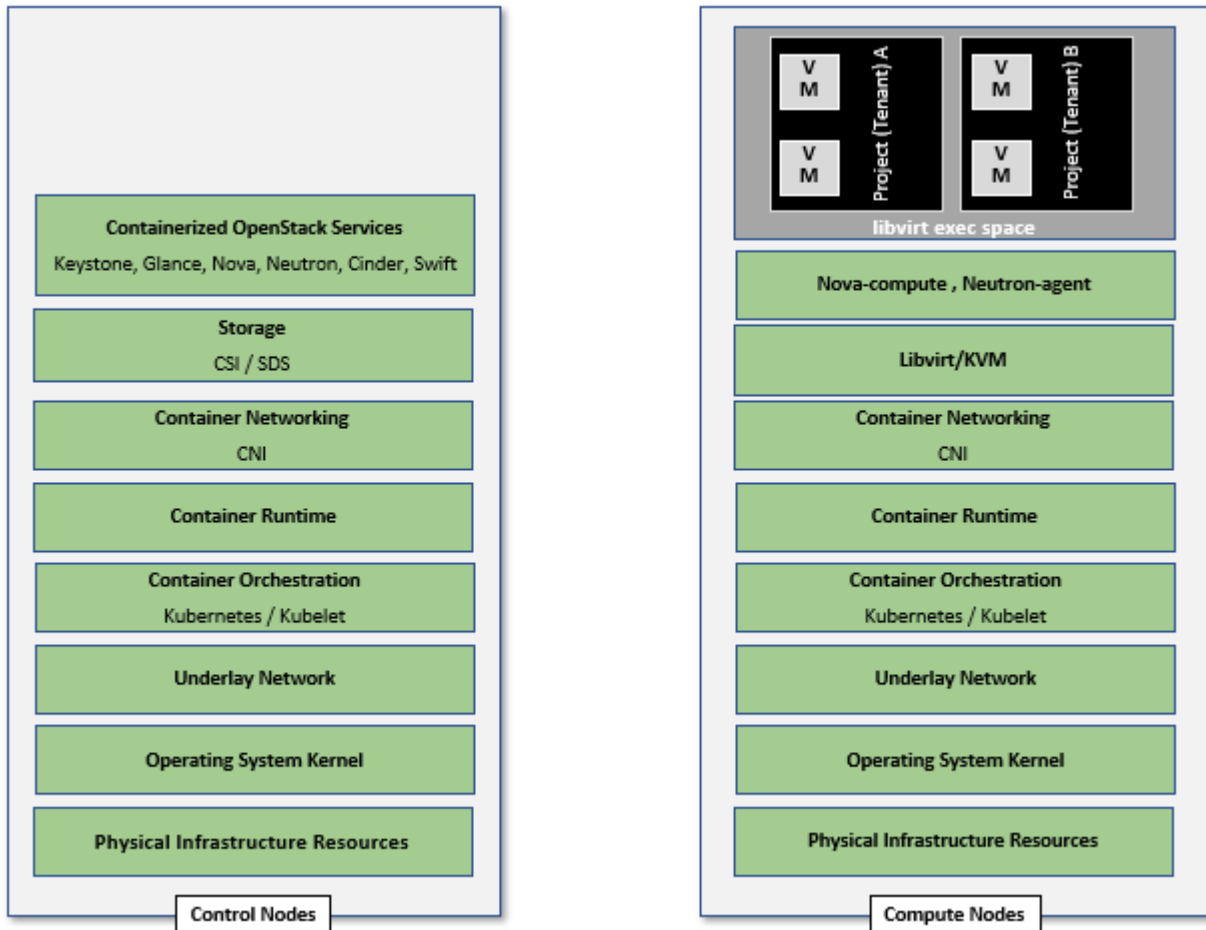 Containerized OpenStack Services
Keystone, Glance, Nova, Neutron, Cinder, Swift
Storage
CSI / SDS
Container Networking
CNI
Container Runtime
Container Orchestration
Kubernetes / Kubelet
Underlay Network
Operating System Kernel
Physical Infrastructure Resources
Control Nodes
V
M
V
M
Project (Tenant) A
V
M
V
M
Project (Tenant) B
libvirt exec space
Nova-compute , Neutron-agent
Libvirt/KVM
Container Networking
CNI
Container Runtime
Container Orchestration
Kubernetes / Kubelet
Underlay Network
Operating System Kernel
Physical Infrastructure Resources
Compute Nodes